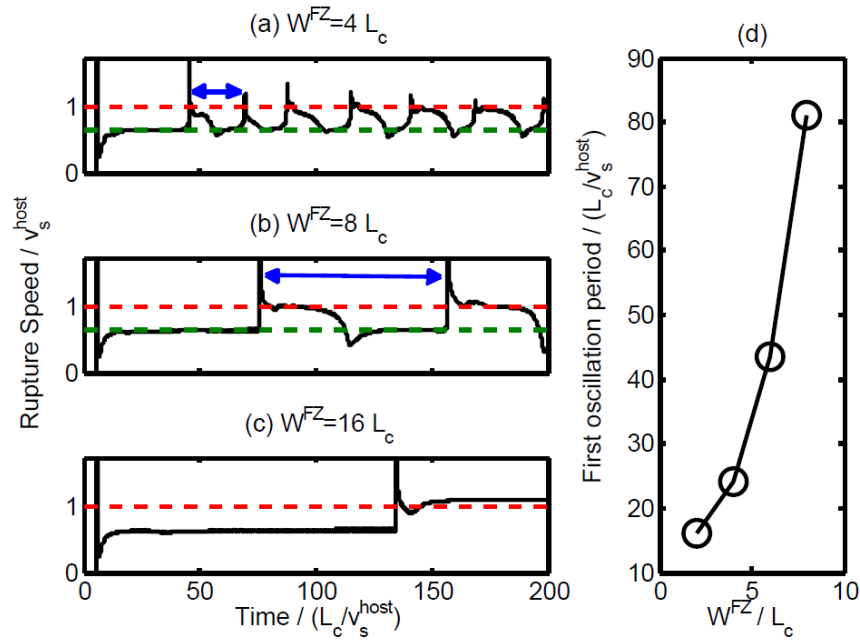 (a) W^FZ=4 L_c
1
0
(b) W^FZ=8 L_c
1
0
(c) W^FZ=16 L_c
1
0
0 50 100 150 200
Time / (L_c/v_s^host)
Rupture Speed / v_s^host
(d)
90
80
70
60
50
40
30
20
10
0 5 10
W^FZ / L_c
First oscillation period / (L_c/v_s^host)